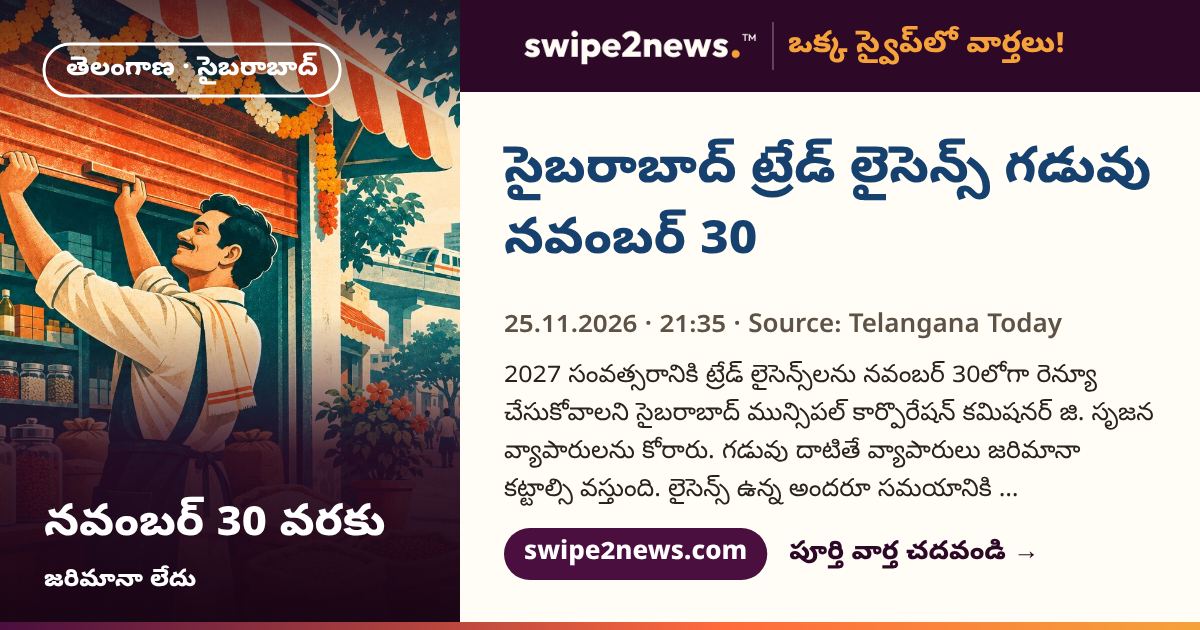 తెలంగాణ · సైబరాబాద్
నవంబర్ 30 వరకు
జరిమానా లేదు
swipe2news.™
ఒక్క స్వైప్‌లో వార్తలు!
సైబరాబాద్ ట్రేడ్ లైసెన్స్ గడువు
నవంబర్ 30
25.11.2026 · 21:35 · Source: Telangana Today
2027 సంవత్సరానికి ట్రేడ్ లైసెన్స్‌లను నవంబర్ 30లోగా రెన్యూ
చేసుకోవాలని సైబరాబాద్ మున్సిపల్ కార్పొరేషన్ కమిషనర్ జి. సృజన
వ్యాపారులను కోరారు. గడువు దాటితే వ్యాపారులు జరిమానా
కట్టాల్సి వస్తుంది. లైసెన్స్ ఉన్న అందరూ సమయానికి ...
swipe2news.com
పూర్తి వార్త చదవండి →